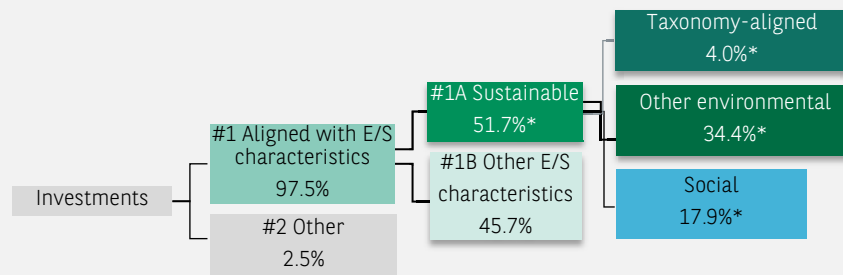 Investments
#1 Aligned with E/S
characteristics
97.5%
#2 Other
2.5%
#1A Sustainable
51.7%*
#1B Other E/S
characteristics
45.7%
Taxonomy-aligned
4.0%*
Other environmental
34.4%*
Social
17.9%*